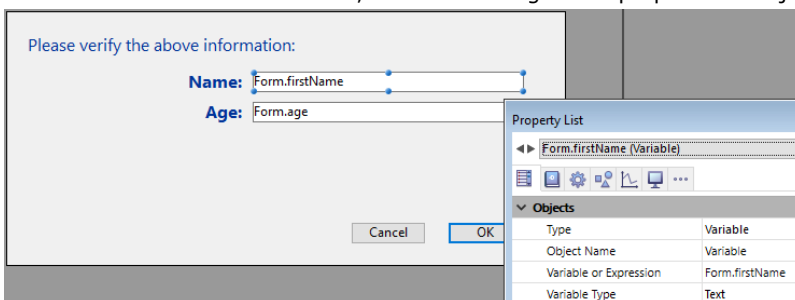 Please verify the above information:
Name: Form.firstName
Age: Form.age
Cancel OK
Property List
Form.firstName (Variable)
Objects
Type Variable
Object Name Variable
Variable or Expression Form.firstName
Variable Type Text